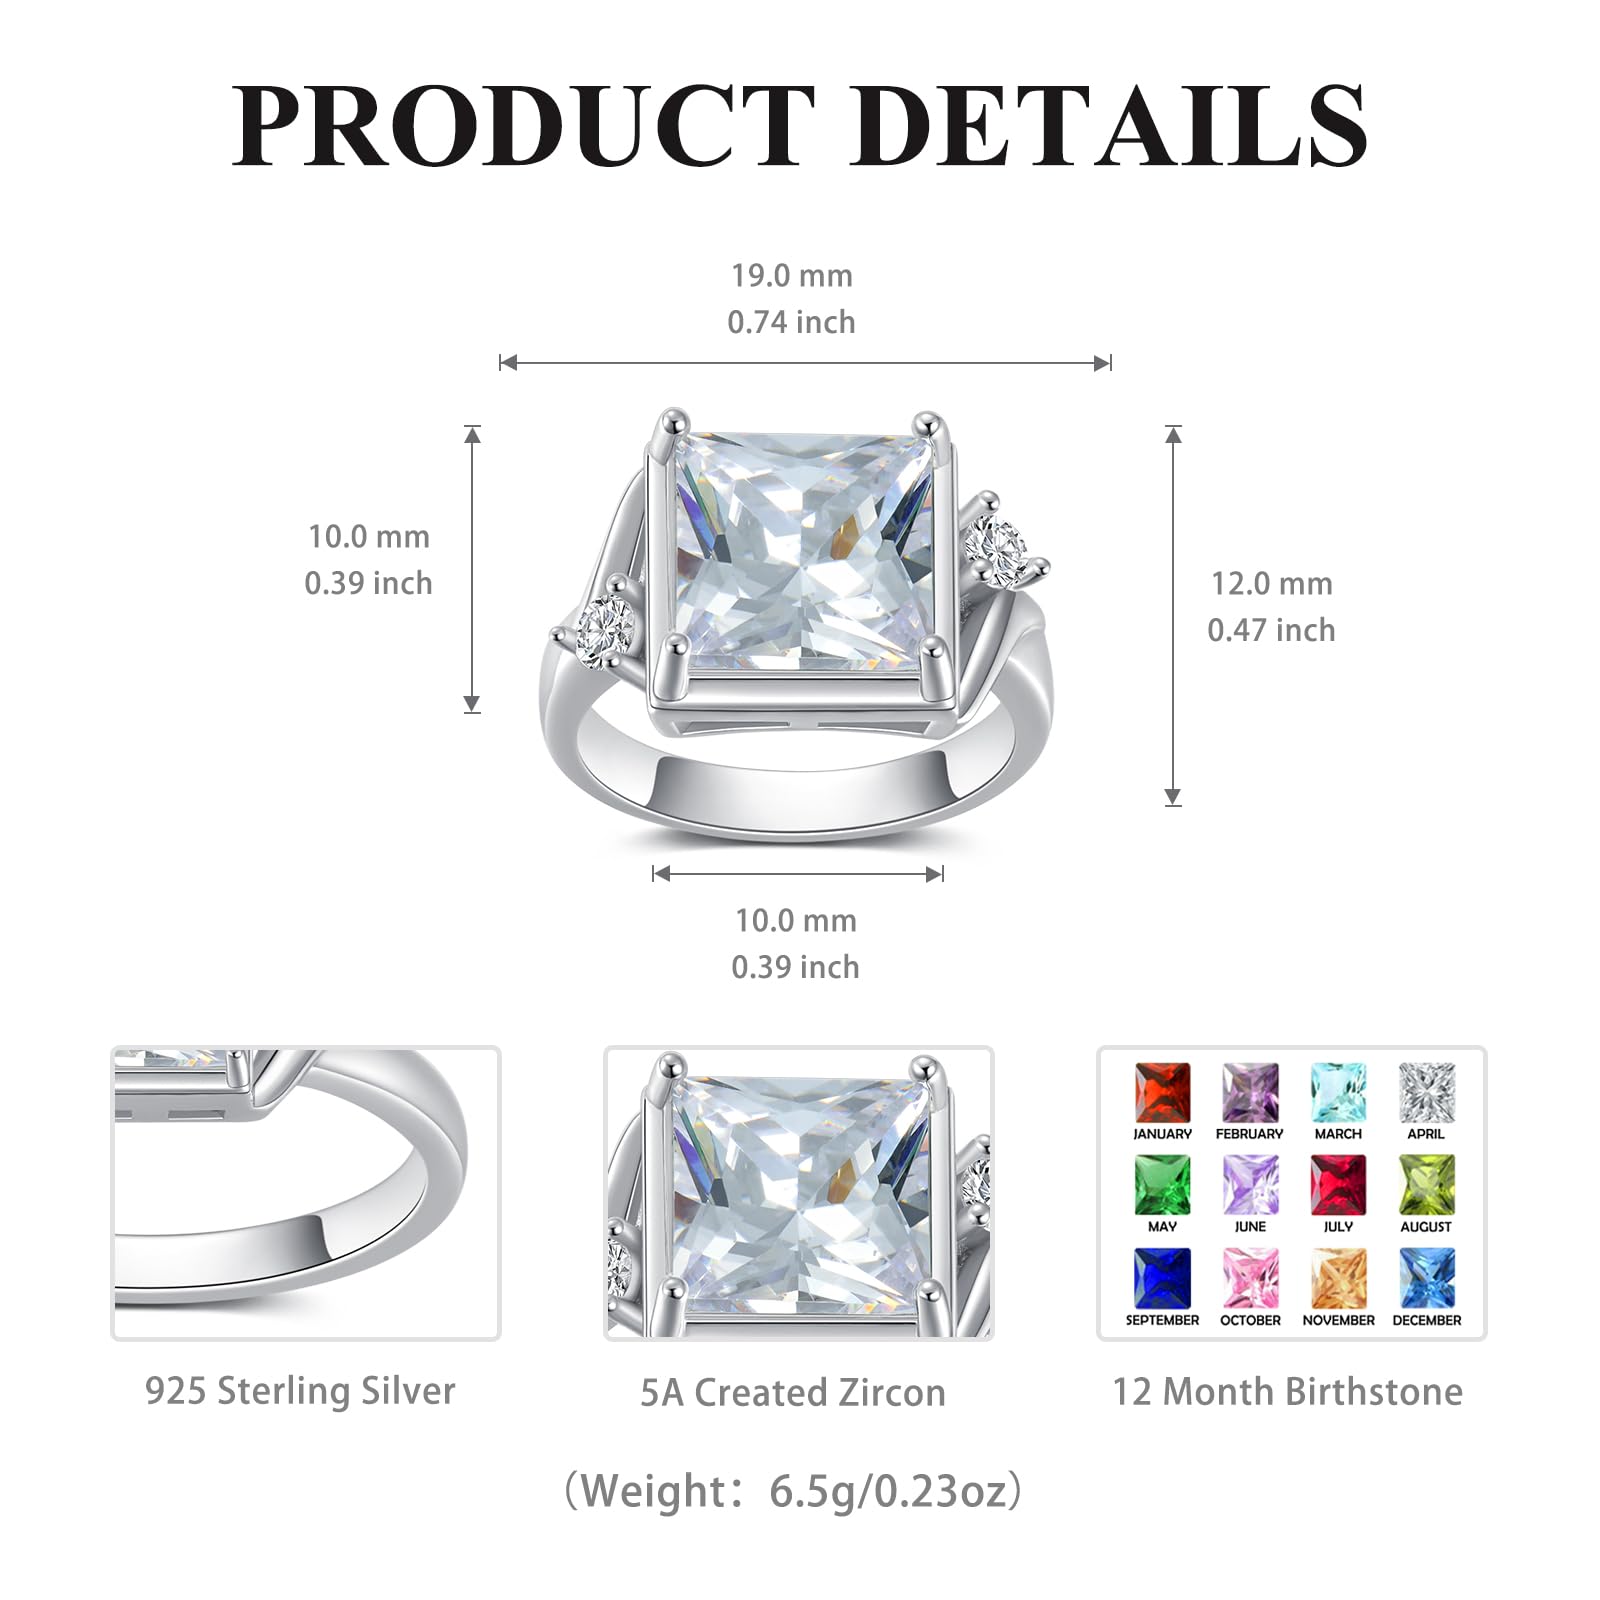 PRODUCT DETAILS
19.0 mm
0.74 inch
10.0 mm
0.39 inch
12.0 mm
0.47 inch
10.0 mm
0.39 inch
JANUARY FEBRUARY MARCH APRIL
MAY JUNE JULY AUGUST
SEPTEMBER OCTOBER NOVEMBER DECEMBER
925 Sterling Silver
5A Created Zircon
12 Month Birthstone
（Weight：6.5g/0.23oz）